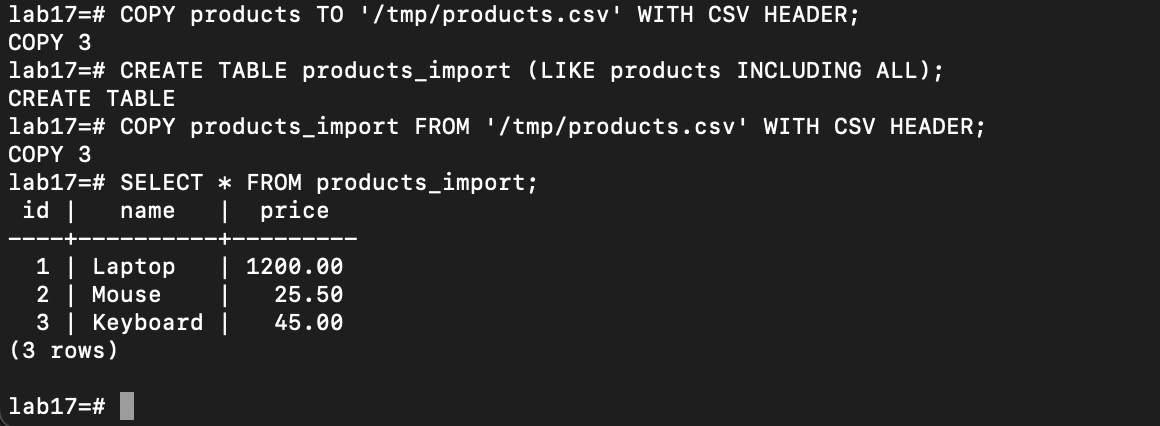 lab17=# COPY products TO '/tmp/products.csv' WITH CSV HEADER;
COPY 3
lab17=# CREATE TABLE products_import (LIKE products INCLUDING ALL);
CREATE TABLE
lab17=# COPY products_import FROM '/tmp/products.csv' WITH CSV HEADER;
COPY 3
lab17=# SELECT * FROM products_import;
 id |   name   |  price
----+----------+---------
  1 | Laptop   | 1200.00
  2 | Mouse    |   25.50
  3 | Keyboard |   45.00
(3 rows)

lab17=#